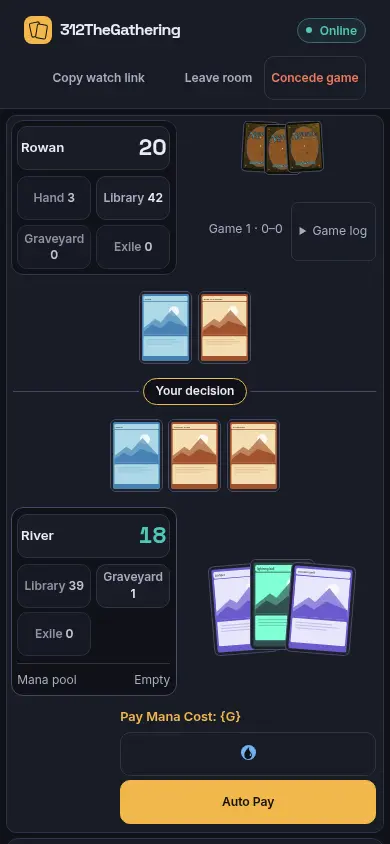 3'12TheGathering
Online
Copy watch link
Leave room
Concede game
Rowan 20
Hand 3
Library 42
Graveyard
0
Exile 0
Game 1 · 0–0
▶ Game log
Your decision
River 18
Library 39
Graveyard
1
Exile 0
Mana pool
Empty
Pay Mana Cost: {G}
Auto Pay